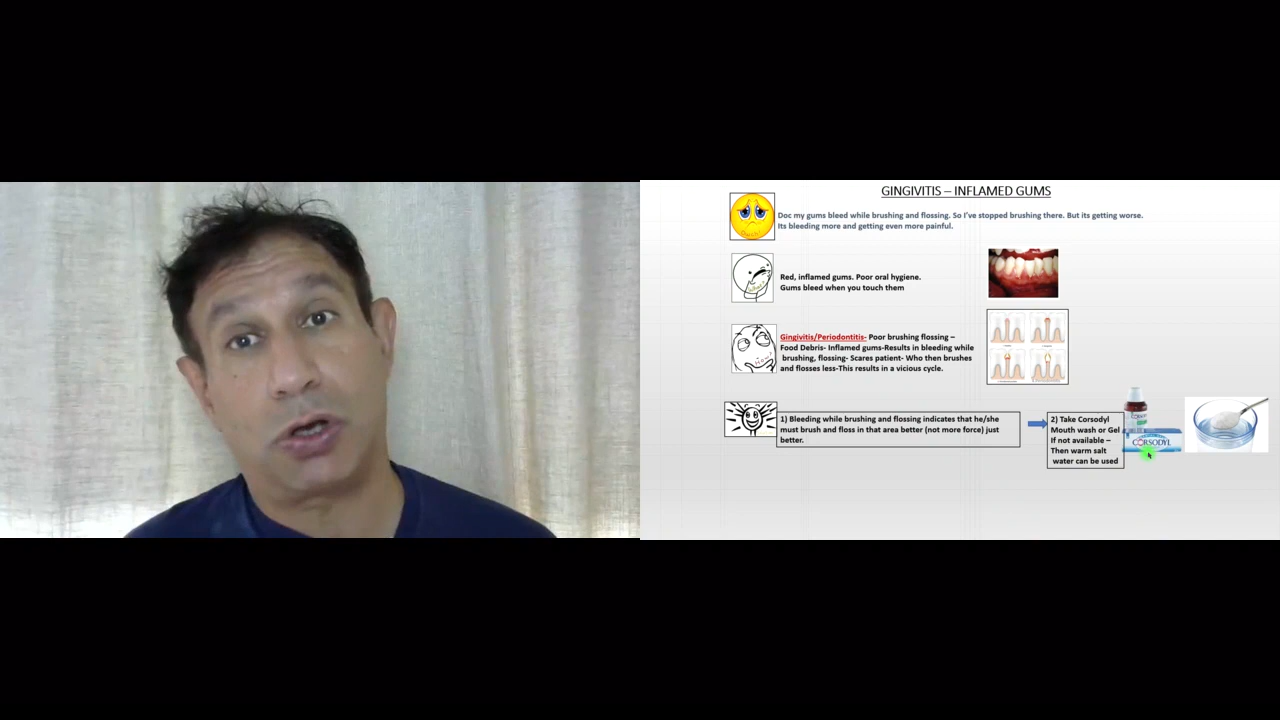 GINGIVITIS – INFLAMED GUMS
Doc my gums bleed while brushing and flossing. So I've stopped brushing there. But its getting worse.
Its bleeding more and getting even more painful.
Red, inflamed gums. Poor oral hygiene.
Gums bleed when you touch them
Gingivitis/Periodontitis- Poor brushing flossing –
Food Debris- Inflamed gums-Results in bleeding while
brushing, flossing- Scares patient- Who then brushes
and flosses less-This results in a vicious cycle.
1) Bleeding while brushing and flossing indicates that he/she
must brush and floss in that area better (not more force) just
better.
2) Take Corsodyl
Mouth wash or Gel
If not available –
Then warm salt
water can be used
CORSODYL